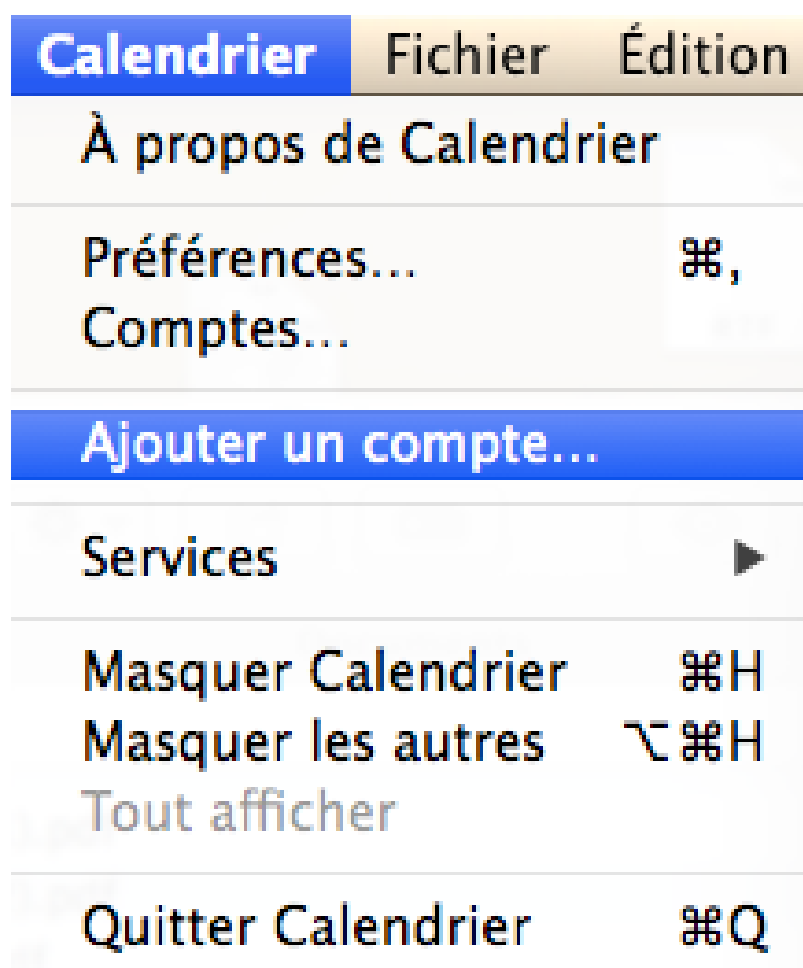 Calendrier Fichier Édition
À propos de Calendrier
Préférences... ⌘,
Comptes...
Ajouter un compte...
Services ▶
Masquer Calendrier ⌘H
Masquer les autres ⌥⌘H
Tout afficher
Quitter Calendrier ⌘Q